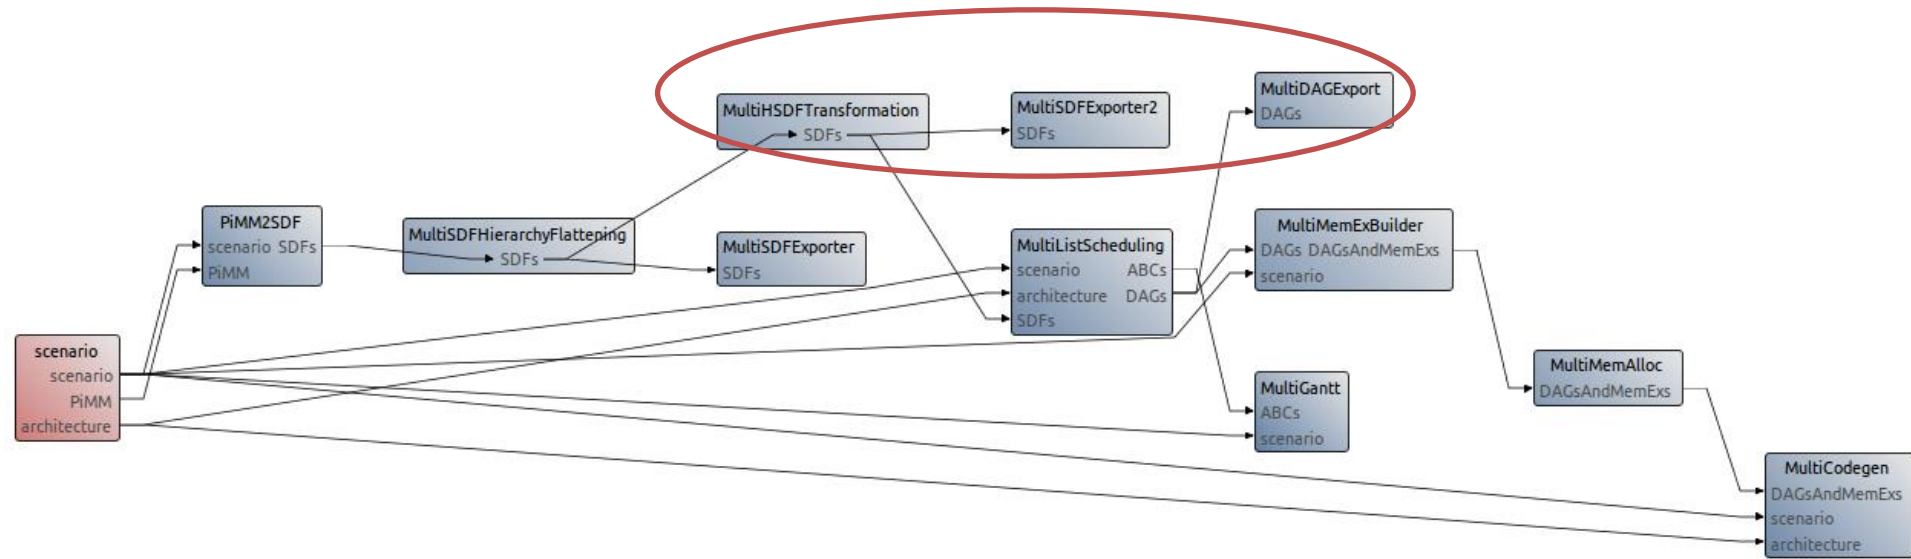 MultiHSDFTransformation
SDFs
MultiSDFExporter2
SDFs
MultiDAGExport
DAGs
PiMM2SDF
scenario SDFs
PiMM
MultiSDFHierarchyFlattening
SDFs
MultiSDFExporter
SDFs
MultiListScheduling
scenario ABCs
architecture DAGs
SDFs
MultiMemExBuilder
DAGs DAGsAndMemExs
scenario
scenario
scenario
PiMM
architecture
MultiGantt
ABCs
scenario
MultiMemAlloc
DAGsAndMemExs
MultiCodegen
DAGsAndMemExs
scenario
architecture